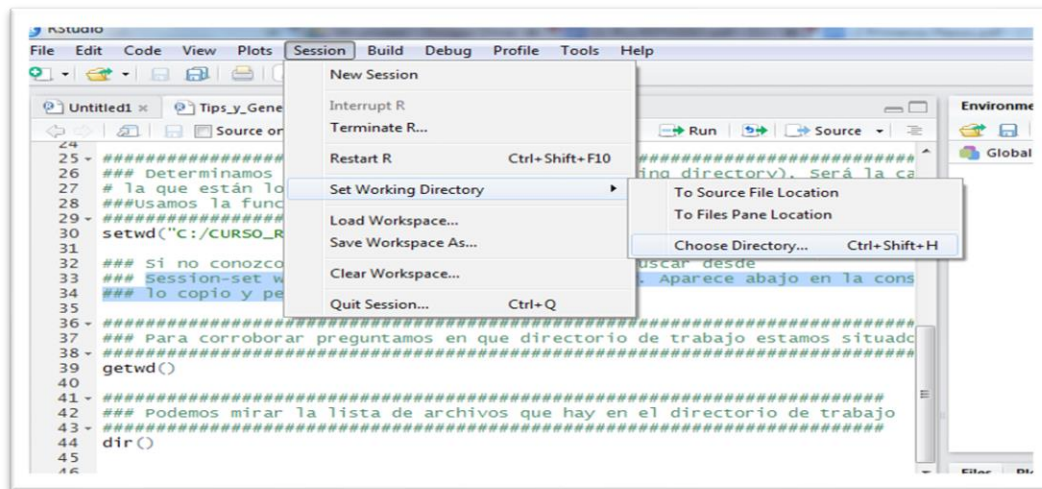 RStudio
File Edit Code View Plots Session Build Debug Profile Tools Help
New Session
Interrupt R
Terminate R...
Restart R Ctrl+Shift+F10
Set Working Directory
Load Workspace...
Save Workspace As...
Clear Workspace...
Quit Session... Ctrl+Q
To Source File Location
To Files Pane Location
Choose Directory... Ctrl+Shift+H
Untitled1 Tips_y_Gene
Source on Run Source
Environme
Global
24
25 ################# #########################
26 ### Determinamos ing directory). Será la ca
27 # la que están lo
28 ###Usamos la func
29 #################
30 setwd("C:/CURSO_R
31
32 ### Si no conozco uscar desde
33 ### Session-set w . Aparece abajo en la cons
34 ### lo copio y pe
35
36 ######################################################################
37 ### Para corroborar preguntamos en que directorio de trabajo estamos situado
38 ######################################################################
39 getwd()
40
41 ###################################################################
42 ### Podemos mirar la lista de archivos que hay en el directorio de trabajo
43 ###################################################################
44 dir()
45
46
Files